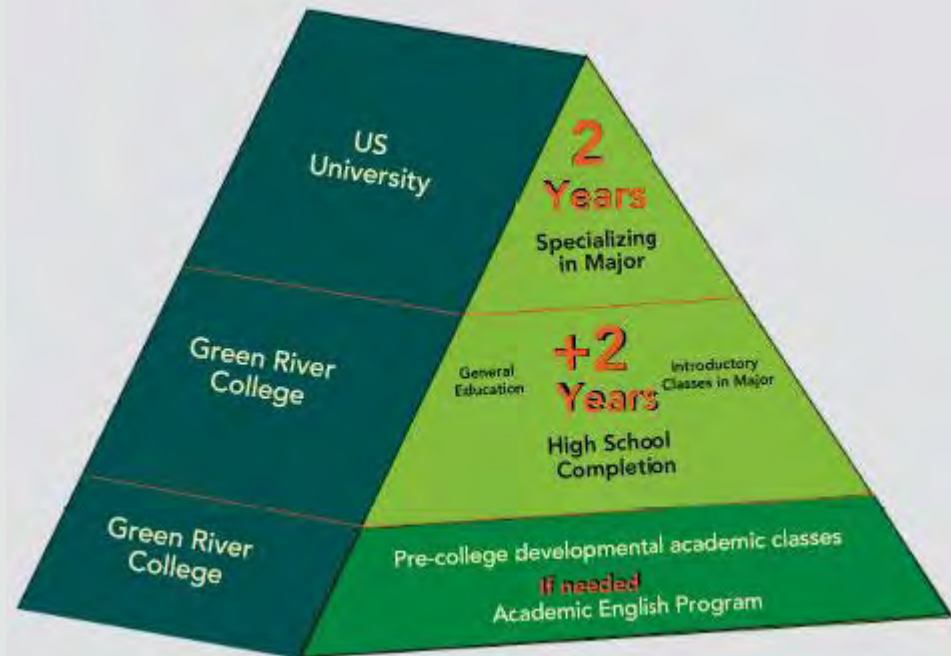 US
University
2
Years
Specializing
in Major
Green River
College
General
Education
+2
Years
Introductory
Classes in Major
High School
Completion
Green River
College
Pre-college developmental academic classes
If needed
Academic English Program